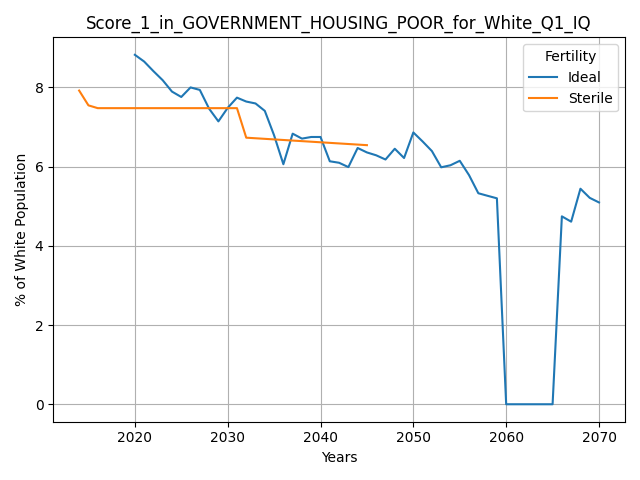 Score_1_in_GOVERNMENT_HOUSING_POOR_for_White_Q1_IQ
Fertility
Ideal
Sterile
% of White Population
8
6
4
2
0
2020 2030 2040 2050 2060 2070
Years